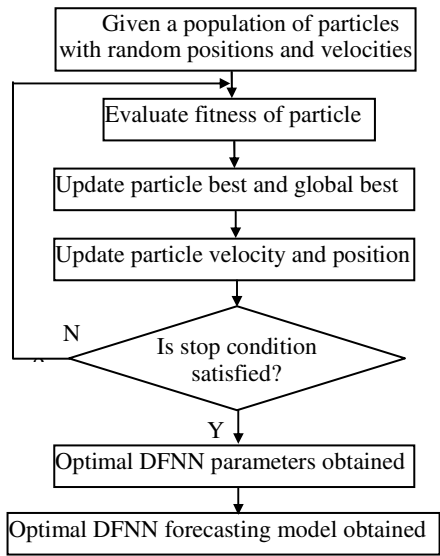 Given a population of particles
with random positions and velocities
Evaluate fitness of particle
Update particle best and global best
Update particle velocity and position
N
Is stop condition
satisfied?
Y
Optimal DFNN parameters obtained
Optimal DFNN forecasting model obtained